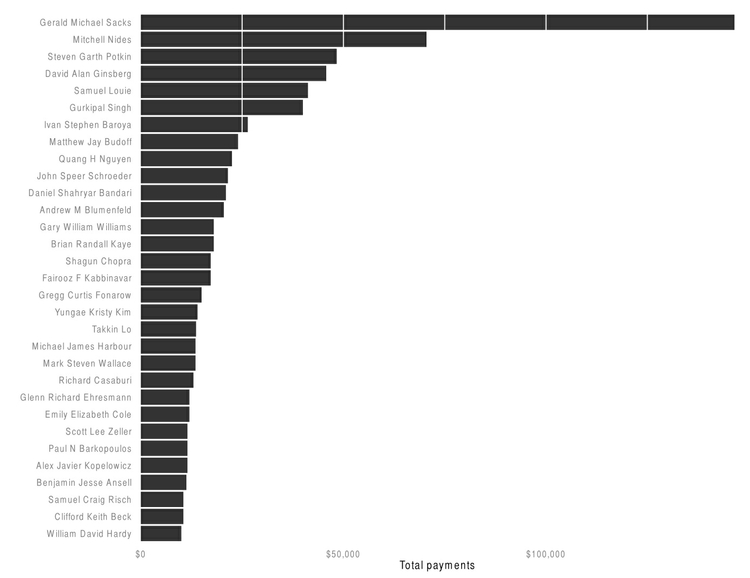 Gerald Michael Sacks
Mitchell Nides
Steven Garth Potkin
David Alan Ginsberg
Samuel Louie
Gurkipal Singh
Ivan Stephen Baroya
Matthew Jay Budoff
Quang H Nguyen
John Speer Schroeder
Daniel Shahryar Bandari
Andrew M Blumenfeld
Gary William Williams
Brian Randall Kaye
Shagun Chopra
Fairooz F Kabbinavar
Gregg Curtis Fonarow
Yungae Kristy Kim
Takkin Lo
Michael James Harbour
Mark Steven Wallace
Richard Casaburi
Glenn Richard Ehresmann
Emily Elizabeth Cole
Scott Lee Zeller
Paul N Barkopoulos
Alex Javier Kopelowicz
Benjamin Jesse Ansell
Samuel Craig Risch
Clifford Keith Beck
William David Hardy
$0 $50,000 $100,000
Total payments